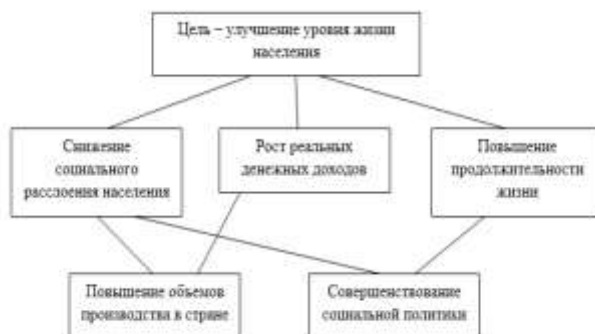 Цель – улучшение уровня жизни
населения
Снижение
социального
расслоения населения
Рост реальных
денежных доходов
Повышение
продолжительности
жизни
Повышение объемов
производства в стране
Совершенствование
социальной политики